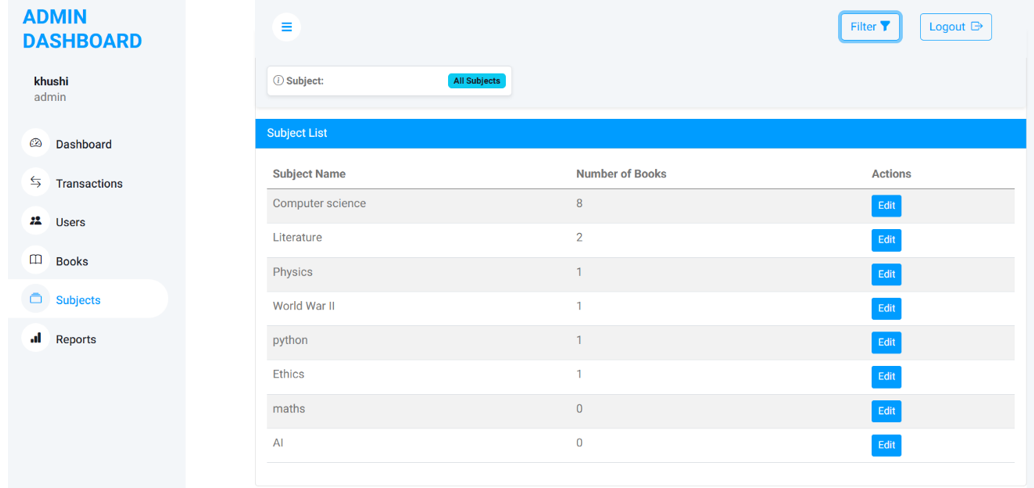 ADMIN
DASHBOARD
khushi
admin
Dashboard
Transactions
Users
Books
Subjects
Reports
Filter
Logout
Subject: All Subjects
Subject List
Subject Name Number of Books Actions
Computer science 8 Edit
Literature 2 Edit
Physics 1 Edit
World War II 1 Edit
python 1 Edit
Ethics 1 Edit
maths 0 Edit
AI 0 Edit